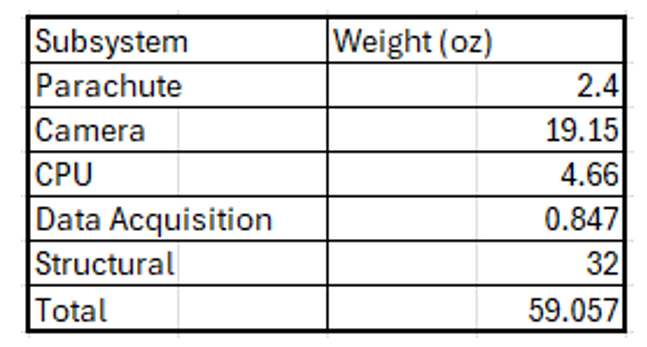 Subsystem Weight (oz)
Parachute 2.4
Camera 19.15
CPU 4.66
Data Acquisition 0.847
Structural 32
Total 59.057